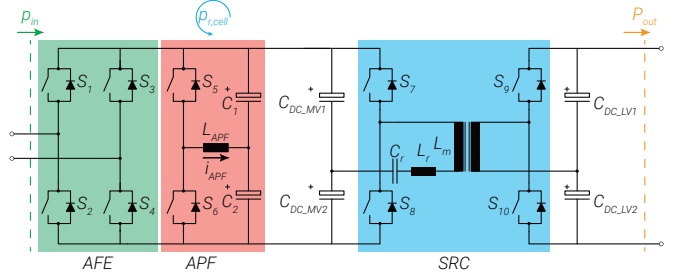 p_in
p_r,cell
P_out
S_1
S_3
S_5
C_1
C_DC_MV1
S_7
S_9
C_DC_LV1
L_APF
i_APF
C_r
L_r
L_m
S_2
S_4
S_6
C_2
C_DC_MV2
S_8
S_10
C_DC_LV2
AFE
APF
SRC